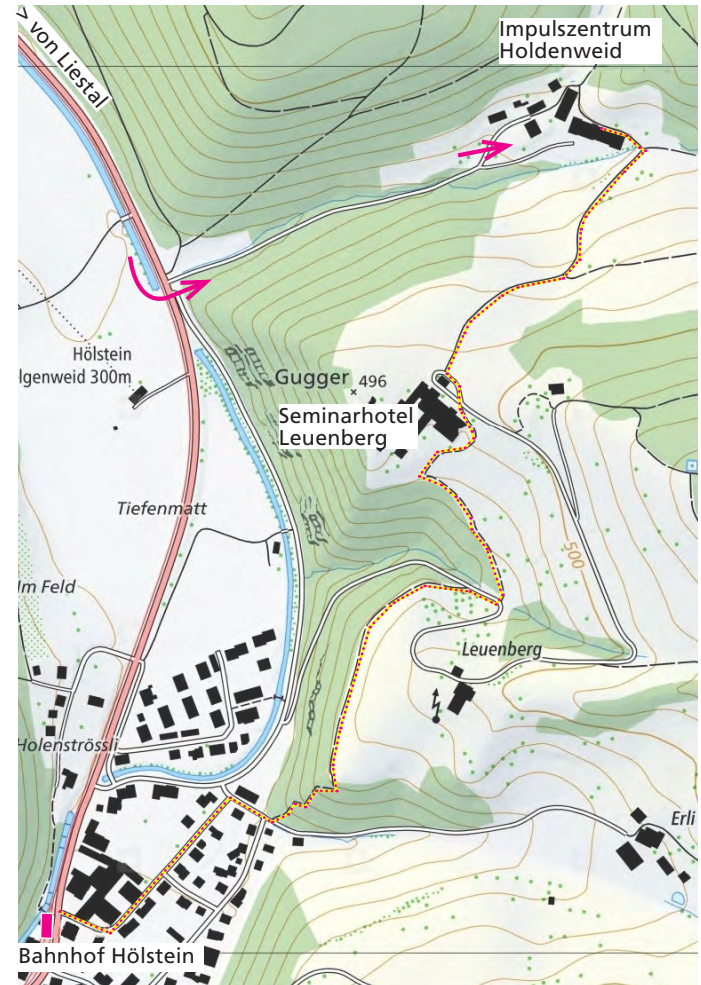 Impulszentrum
Holdenweid
> von Liestal
Hölstein
lgenweid 300m
Gugger 496
Seminarhotel
Leuenberg
Tiefenmatt
500
Im Feld
Leuenberg
Holenströssli
Erli
Bahnhof Hölstein